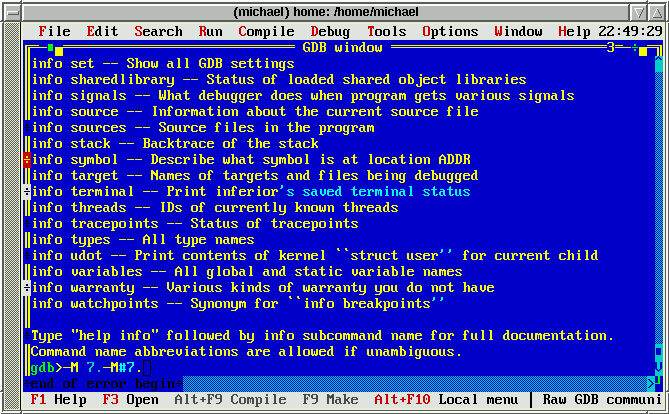 (michael) home: /home/michael
File Edit Search Run Compile Debug Tools Options Window Help 22:49:29
GDB window 3
info set -- Show all GDB settings
info sharedlibrary -- Status of loaded shared object libraries
info signals -- What debugger does when program gets various signals
info source -- Information about the current source file
info sources -- Source files in the program
info stack -- Backtrace of the stack
info symbol -- Describe what symbol is at location ADDR
info target -- Names of targets and files being debugged
info terminal -- Print inferior's saved terminal status
info threads -- IDs of currently known threads
info tracepoints -- Status of tracepoints
info types -- All type names
info udot -- Print contents of kernel ``struct user'' for current child
info variables -- All global and static variable names
info warranty -- Various kinds of warranty you do not have
info watchpoints -- Synonym for ``info breakpoints''
Type "help info" followed by info subcommand name for full documentation.
Command name abbreviations are allowed if unambiguous.
gdb>-M 7.-M#7.
end of error begin
F1 Help F3 Open Alt+F9 Compile F9 Make Alt+F10 Local menu | Raw GDB communi